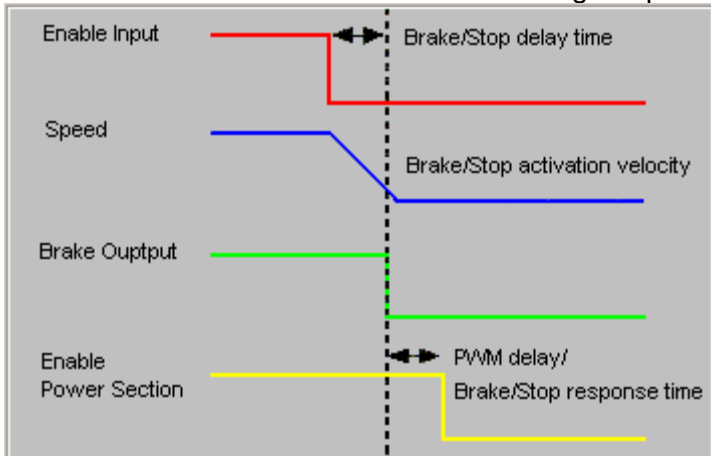 Enable Input
Brake/Stop delay time
Speed
Brake/Stop activation velocity
Brake Ouptput
Enable
Power Section
PWM delay/
Brake/Stop response time